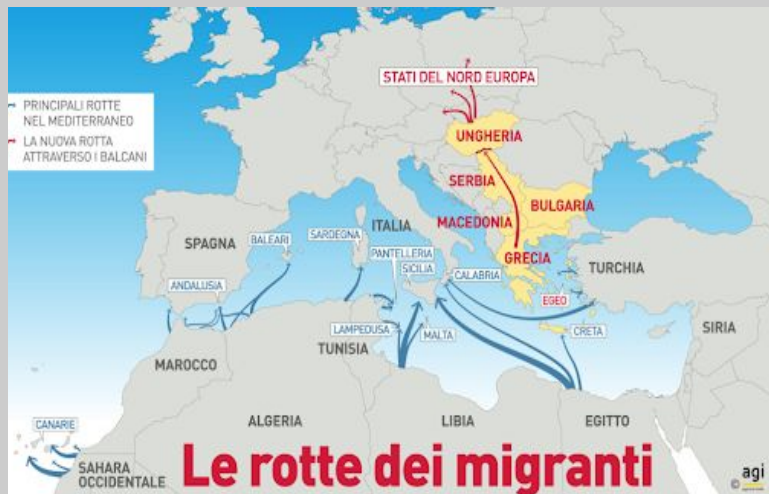 STATI DEL NORD EUROPA
PRINCIPALI ROTTE
NEL MEDITERRANEO
LA NUOVA ROTTA
ATTRAVERSO I BALCANI
UNGHERIA
SERBIA
BULGARIA
MACEDONIA
ITALIA
SPAGNA
BALEARI
SARDEGNA
PANTELLERIA
SICILIA
CALABRIA
GRECIA
TURCHIA
ANDALUSIA
EGEO
LAMPEDUSA
MALTA
CRETA
SIRIA
TUNISIA
MAROCCO
ALGERIA
LIBIA
EGITTO
CANARIE
SAHARA
OCCIDENTALE
Le rotte dei migranti
© agi